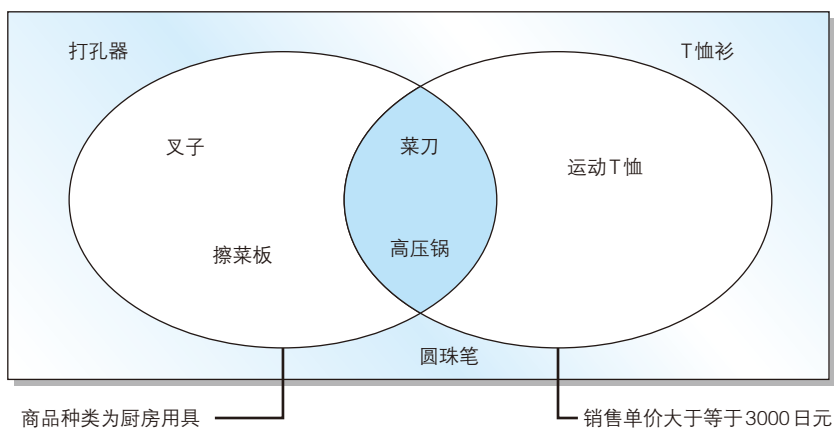 打孔器
T恤衫
叉子
菜刀
运动T恤
擦菜板
高压锅
圆珠笔
商品种类为厨房用具
销售单价大于等于3000日元